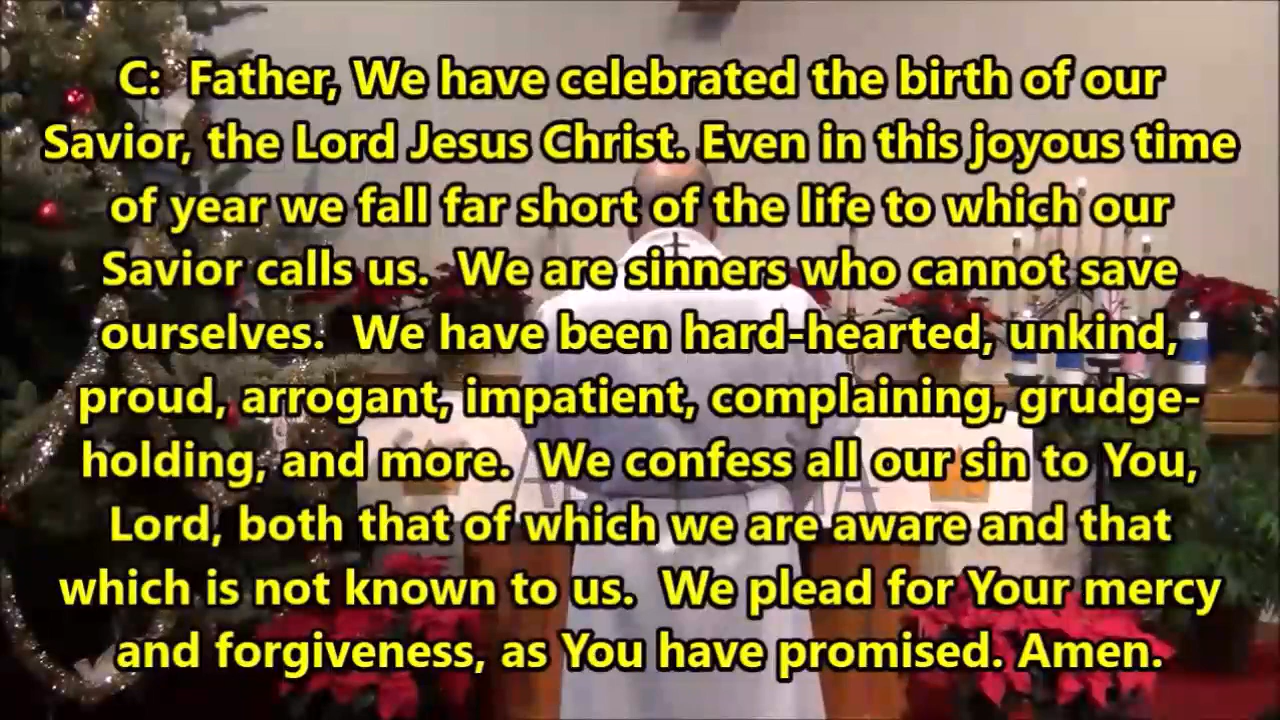 C:  Father, We have celebrated the birth of our
Savior, the Lord Jesus Christ. Even in this joyous time
of year we fall far short of the life to which our
Savior calls us.  We are sinners who cannot save
ourselves.  We have been hard-hearted, unkind,
proud, arrogant, impatient, complaining, grudge-
holding, and more.  We confess all our sin to You,
Lord, both that of which we are aware and that
which is not known to us.  We plead for Your mercy
and forgiveness, as You have promised. Amen.